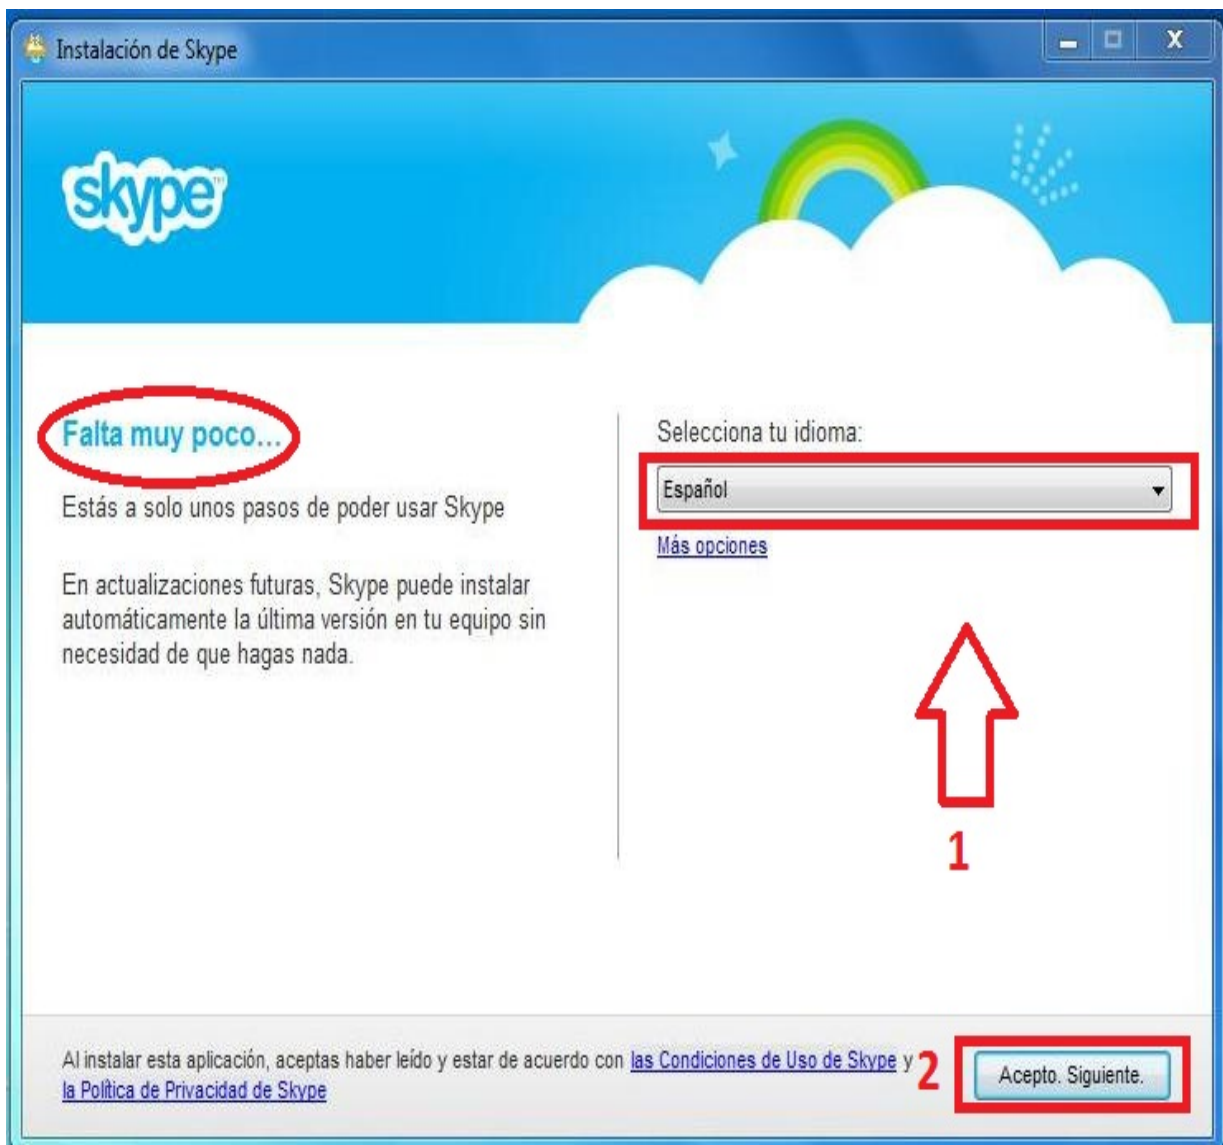 Instalación de Skype
skype™
Falta muy poco...
Estás a solo unos pasos de poder usar Skype
En actualizaciones futuras, Skype puede instalar
automáticamente la última versión en tu equipo sin
necesidad de que hagas nada.
Selecciona tu idioma:
Español
Más opciones
1
Al instalar esta aplicación, aceptas haber leído y estar de acuerdo con las Condiciones de Uso de Skype y
la Política de Privacidad de Skype
2
Acepto. Siguiente.